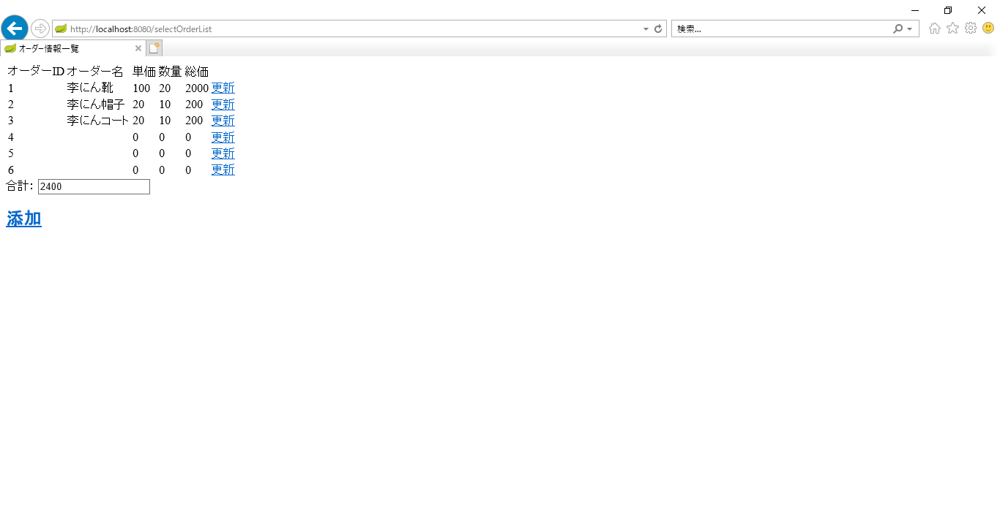 http://localhost:8080/selectOrderList 検索...
オーダー情報一覧
オーダーID オーダー名 単価 数量 総価
1 李にん靴 100 20 2000 更新
2 李にん帽子 20 10 200 更新
3 李にんコート 20 10 200 更新
4 0 0 0 更新
5 0 0 0 更新
6 0 0 0 更新
合計: 2400
添加